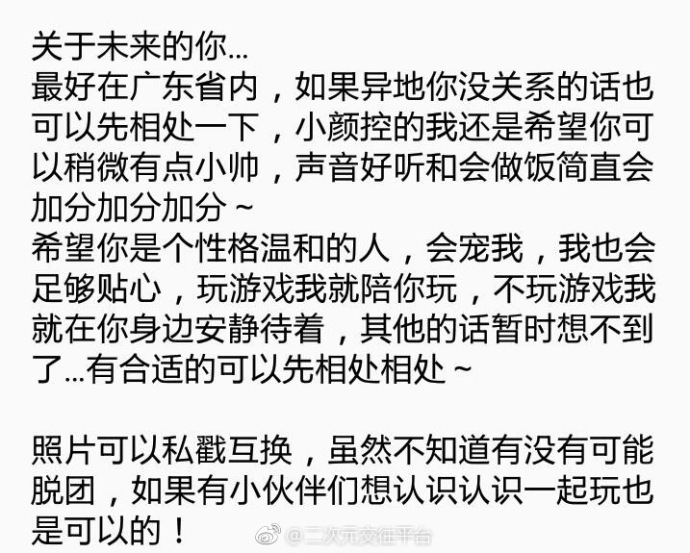 关于未来的你...
最好在广东省内，如果异地你没关系的话也
可以先相处一下，小颜控的我还是希望你可
以稍微有点小帅，声音好听和会做饭简直会
加分加分加分～
希望你是个性格温和的人，会宠我，我也会
足够贴心，玩游戏我就陪你玩，不玩游戏我
就在你身边安静待着，其他的话暂时想不到
了...有合适的可以先相处相处～
照片可以私戳互换，虽然不知道有没有可能
脱团，如果有小伙伴们想认识认识一起玩也
是可以的！
@二次元交往平台